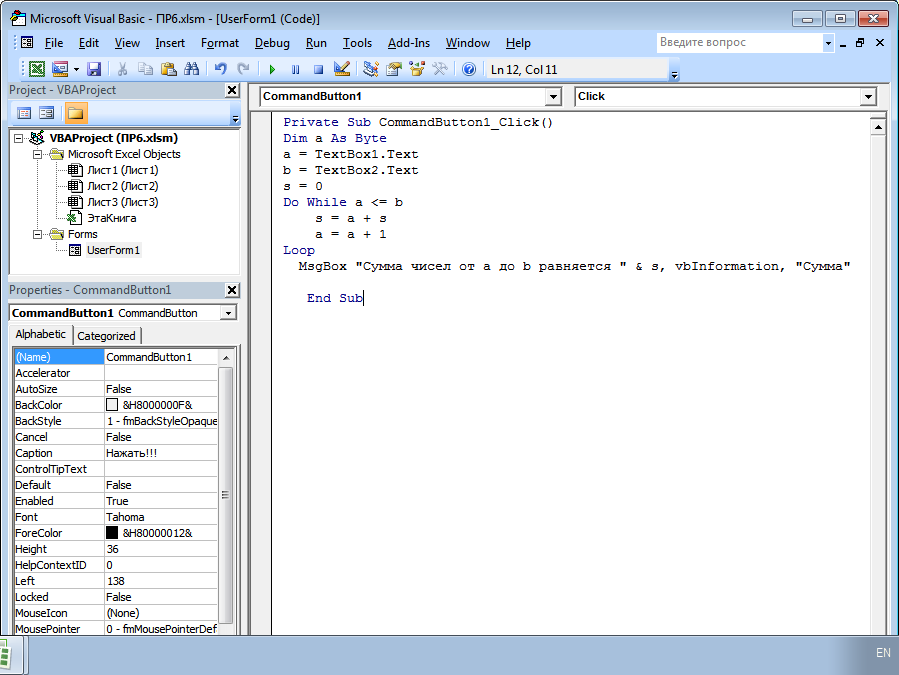 Microsoft Visual Basic - ПР6.xlsm - [UserForm1 (Code)]
File Edit View Insert Format Debug Run Tools Add-Ins Window Help
Введите вопрос
Ln 12, Col 11
Project - VBAProject
VBAProject (ПР6.xlsm)
Microsoft Excel Objects
Лист1 (Лист1)
Лист2 (Лист2)
Лист3 (Лист3)
ЭтаКнига
Forms
UserForm1
Properties - CommandButton1
CommandButton1 CommandButton
Alphabetic Categorized
(Name) CommandButton1
Accelerator
AutoSize False
BackColor &H8000000F&
BackStyle 1 - fmBackStyleOpaque
Cancel False
Caption Нажать!!!
ControlTipText
Default False
Enabled True
Font Tahoma
ForeColor &H80000012&
Height 36
HelpContextID 0
Left 138
Locked False
MouseIcon (None)
MousePointer 0 - fmMousePointerDef
CommandButton1 Click
Private Sub CommandButton1_Click()
Dim a As Byte
a = TextBox1.Text
b = TextBox2.Text
s = 0
Do While a <= b
s = a + s
a = a + 1
Loop
MsgBox "Сумма чисел от a до b равняется " & s, vbInformation, "Сумма"
End Sub
EN